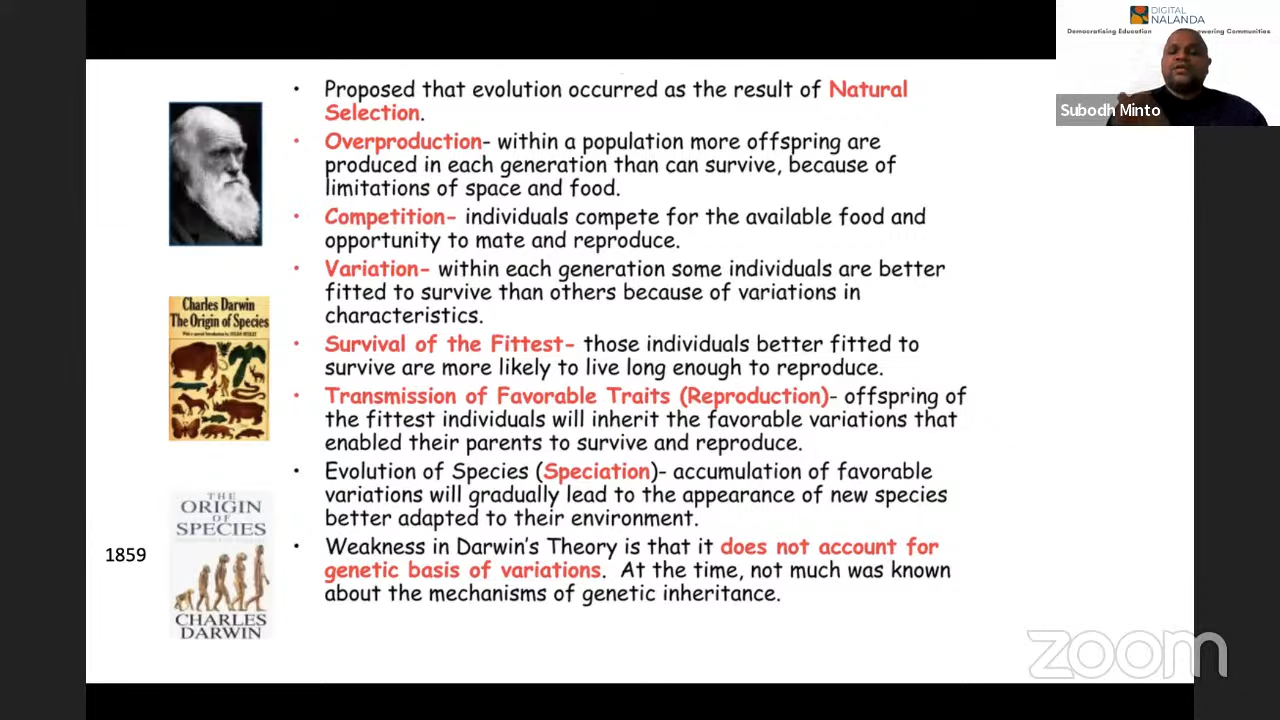 DIGITAL
NALANDA
Democratising Education
wering Communities
Subodh Minto
• Proposed that evolution occurred as the result of Natural
Selection.
• Overproduction- within a population more offspring are
produced in each generation than can survive, because of
limitations of space and food.
• Competition- individuals compete for the available food and
opportunity to mate and reproduce.
• Variation- within each generation some individuals are better
fitted to survive than others because of variations in
characteristics.
• Survival of the Fittest- those individuals better fitted to
survive are more likely to live long enough to reproduce.
• Transmission of Favorable Traits (Reproduction)- offspring of
the fittest individuals will inherit the favorable variations that
enabled their parents to survive and reproduce.
• Evolution of Species (Speciation)- accumulation of favorable
variations will gradually lead to the appearance of new species
better adapted to their environment.
• Weakness in Darwin's Theory is that it does not account for
genetic basis of variations. At the time, not much was known
about the mechanisms of genetic inheritance.
Charles Darwin
The Origin of Species
THE
ORIGIN
OF
SPECIES
CHARLES
DARWIN
1859
zoom